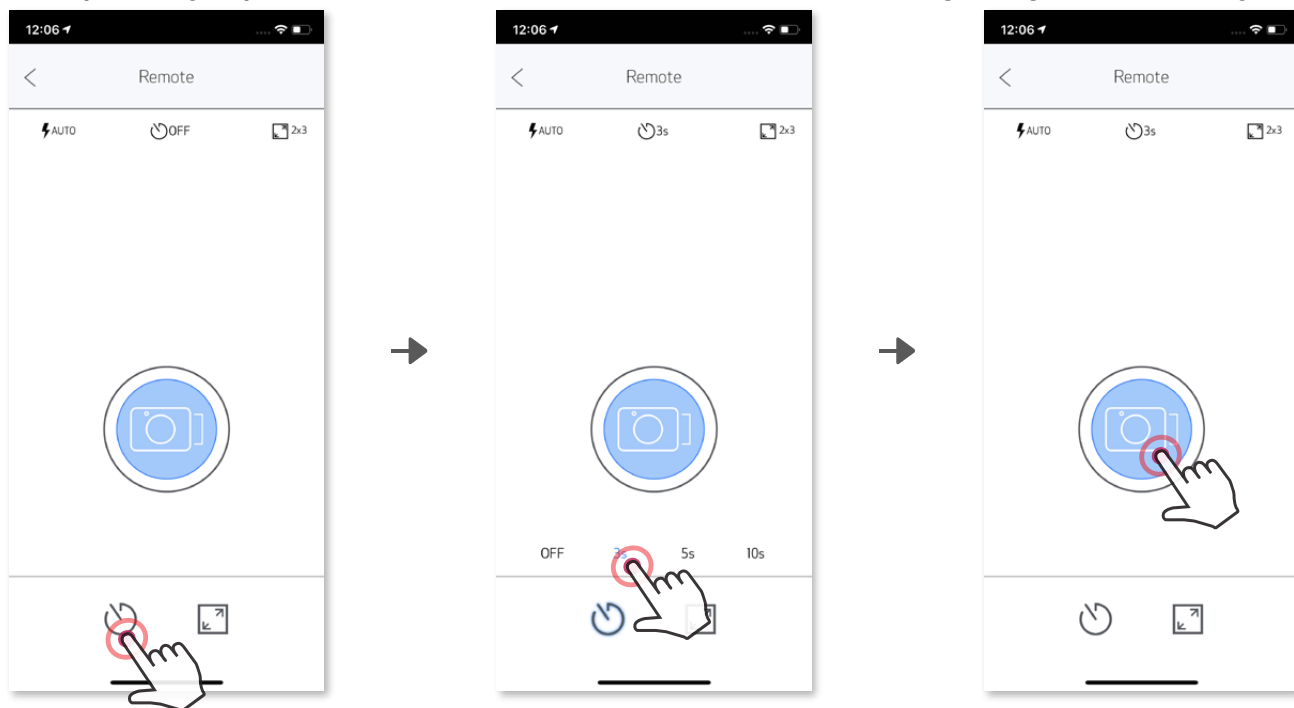 12:06
Remote
AUTO
OFF
2x3
12:06
Remote
AUTO
3s
2x3
OFF
3s
5s
10s
12:06
Remote
AUTO
3s
2x3